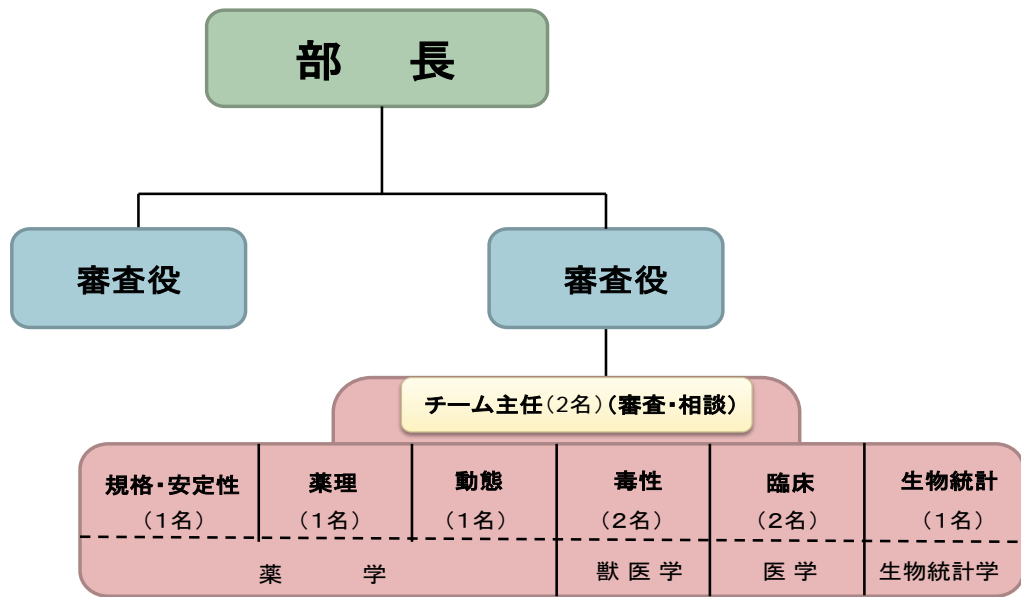 部　長
審査役
審査役
チーム主任(2名)(審査・相談)
規格・安定性
薬理
動態
毒性
臨床
生物統計
(1名)
(1名)
(1名)
(2名)
(2名)
(1名)
薬　学
獣医学
医学
生物統計学